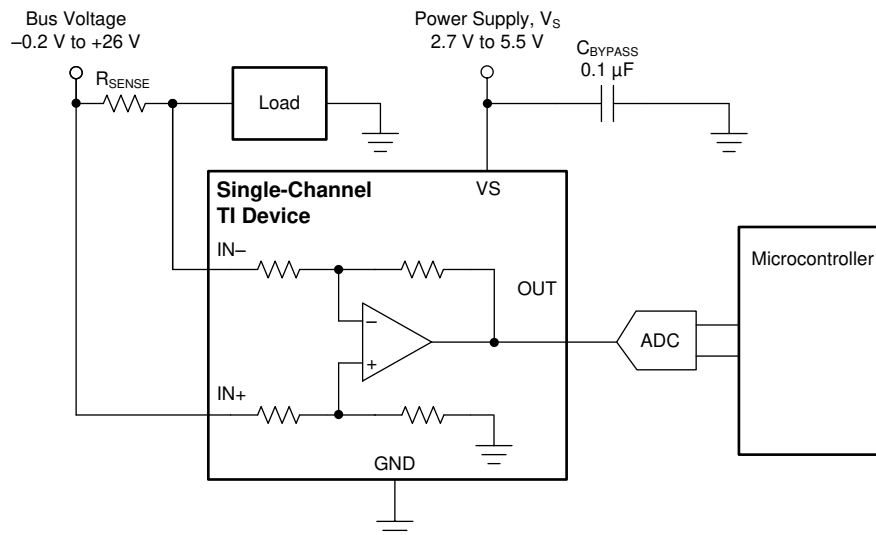 Bus Voltage
–0.2 V to +26 V
Power Supply, VS
2.7 V to 5.5 V
CBYPASS
0.1 µF
RSENSE
Load
Single-Channel
TI Device
VS
IN–
OUT
Microcontroller
–
ADC
+
IN+
GND